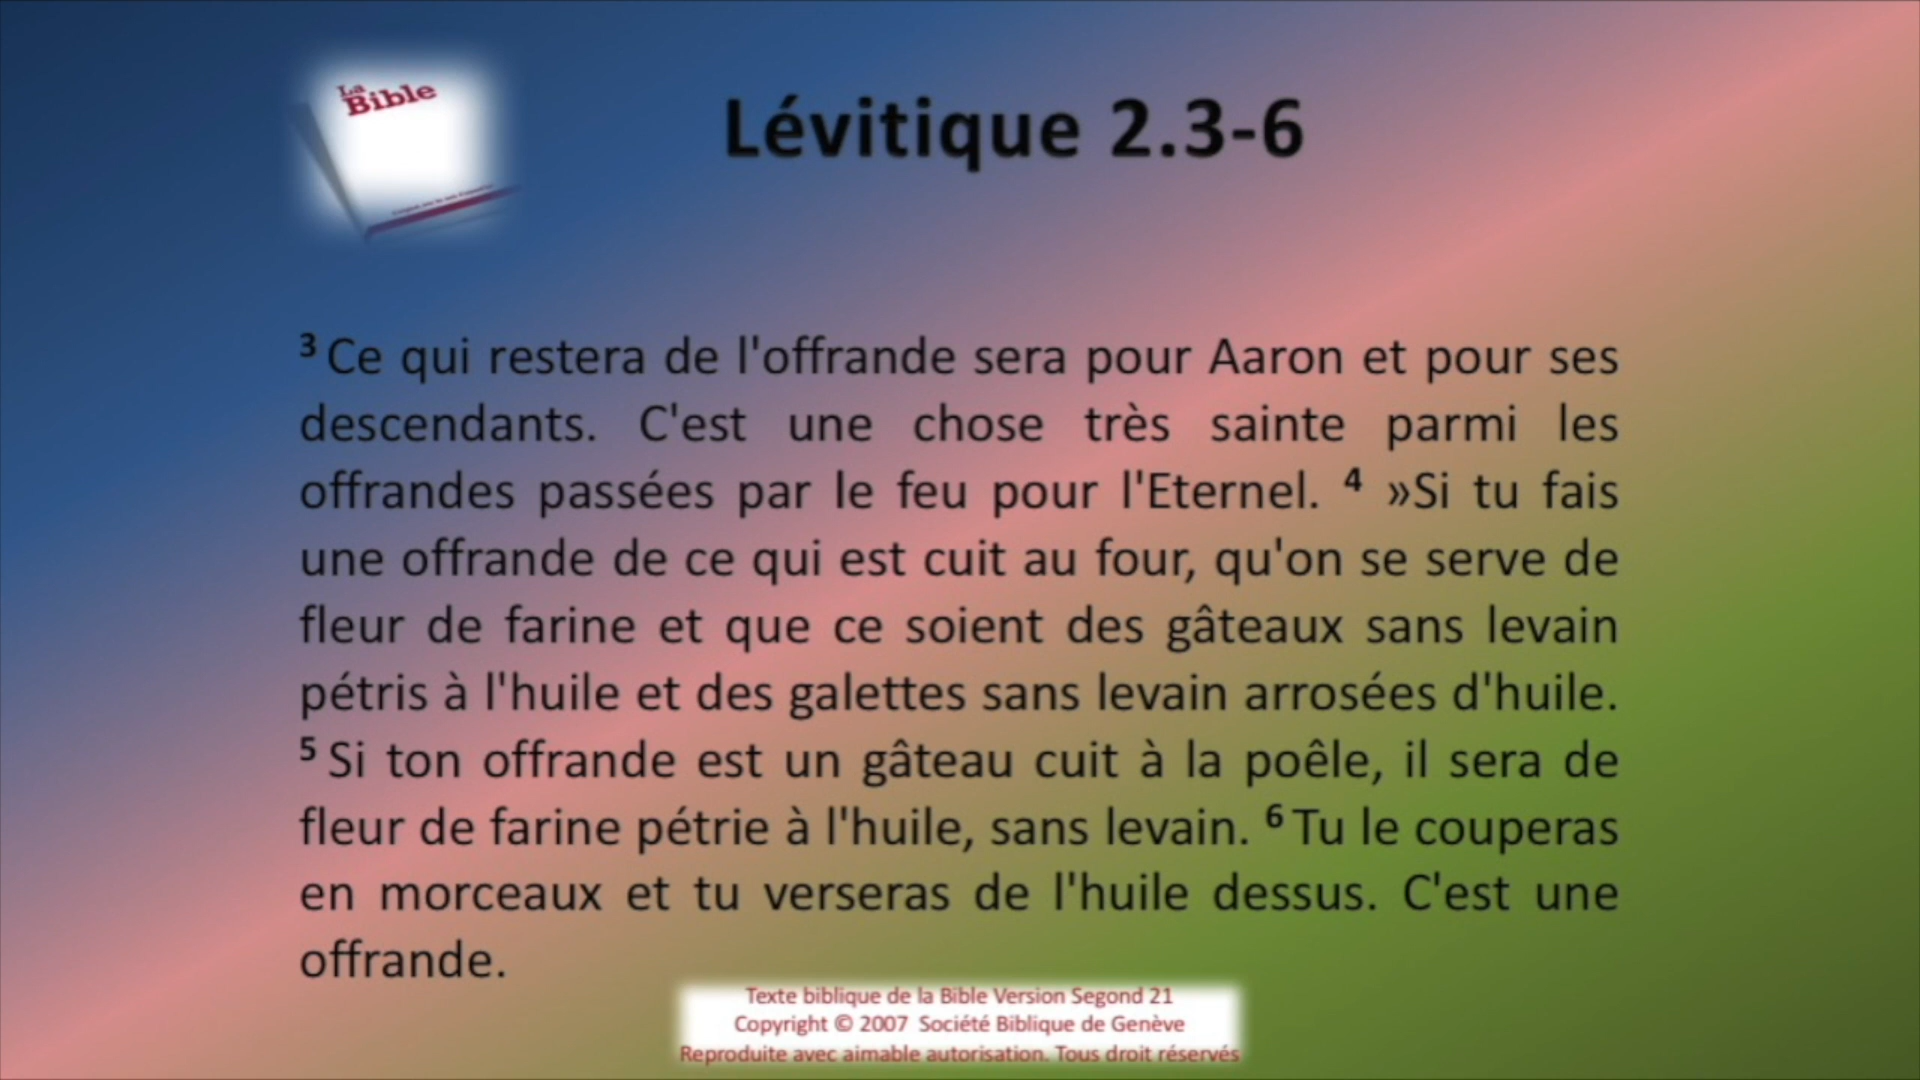 La
Bible
Lévitique 2.3-6
3 Ce qui restera de l'offrande sera pour Aaron et pour ses
descendants. C'est une chose très sainte parmi les
offrandes passées par le feu pour l'Eternel. 4 »Si tu fais
une offrande de ce qui est cuit au four, qu'on se serve de
fleur de farine et que ce soient des gâteaux sans levain
pétris à l'huile et des galettes sans levain arrosées d'huile.
5 Si ton offrande est un gâteau cuit à la poêle, il sera de
fleur de farine pétrie à l'huile, sans levain. 6 Tu le couperas
en morceaux et tu verseras de l'huile dessus. C'est une
offrande.
Texte biblique de la Bible Version Segond 21
Copyright © 2007 Société Biblique de Genève
Reproduite avec aimable autorisation. Tous droit réservés